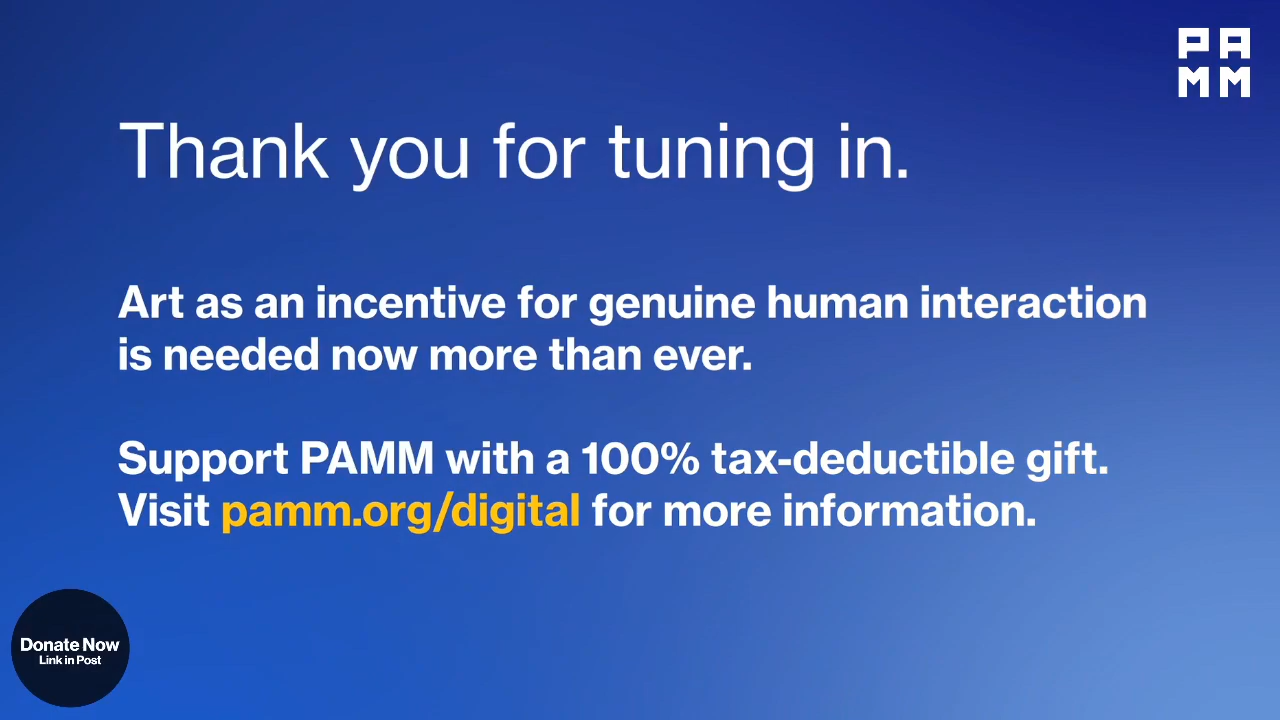 PA
MM
Thank you for tuning in.
Art as an incentive for genuine human interaction
is needed now more than ever.
Support PAMM with a 100% tax-deductible gift.
Visit pamm.org/digital for more information.
Donate Now
Link in Post